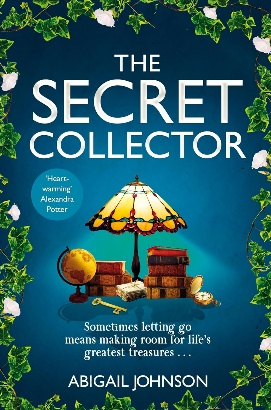 THE
SECRET
COLLECTOR
'Heart-
warming'
Alexandra
Potter
Sometimes letting go
means making room for life's
greatest treasures . . .
ABIGAIL JOHNSON